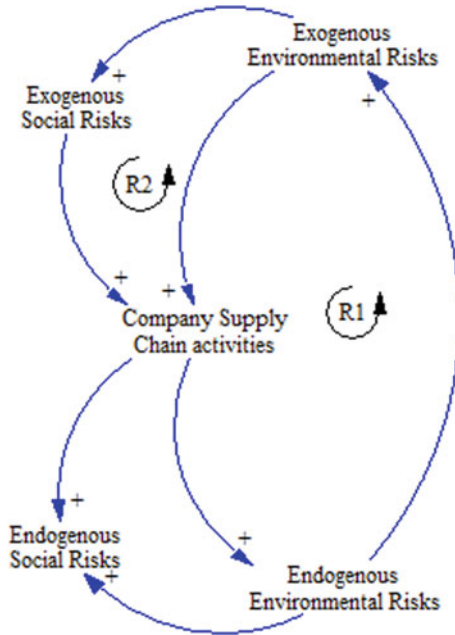 Exogenous
Environmental Risks
+
+
Exogenous
Social Risks
R2
+
+
Company Supply
Chain activities
R1
+
+
Endogenous
Social Risks
+
Endogenous
Environmental Risks